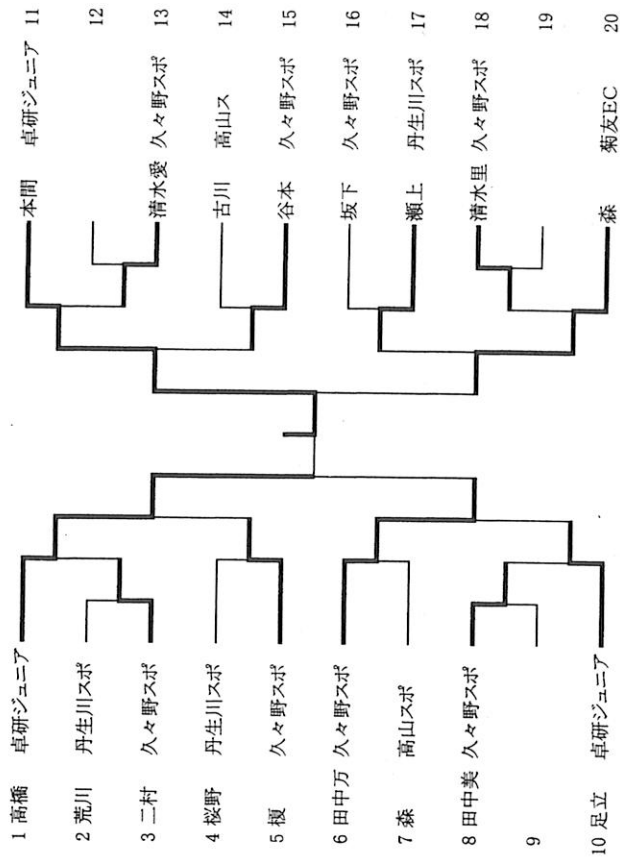 1 高橋 卓研ジュニア
2 荒川 丹生川スポ
3 二村 久々野スポ
4 桜野 丹生川スポ
5 榎 久々野スポ
6 田中万 久々野スポ
7 森 高山スポ
8 田中美 久々野スポ
9
10 足立 卓研ジュニア
本間 卓研ジュニア 11
12
清水愛 久々野スポ 13
古川 高山ス 14
谷本 久々野スポ 15
坂下 久々野スポ 16
瀬上 丹生川スポ 17
清水里 久々野スポ 18
19
森 菊友EC 20